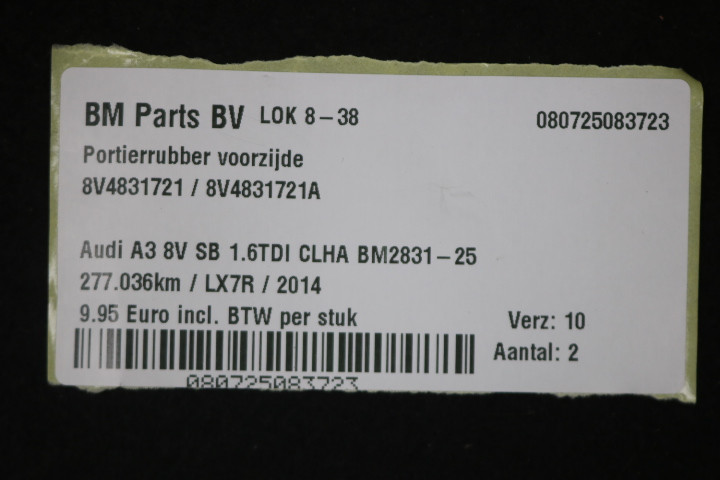 BM Parts BV LOK 8-38 080725083723
Portierrubber voorzijde
8V4831721 / 8V4831721A
Audi A3 8V SB 1.6TDI CLHA BM2831-25
277.036km / LX7R / 2014
9.95 Euro incl. BTW per stuk Verz: 10
Aantal: 2
080725083723